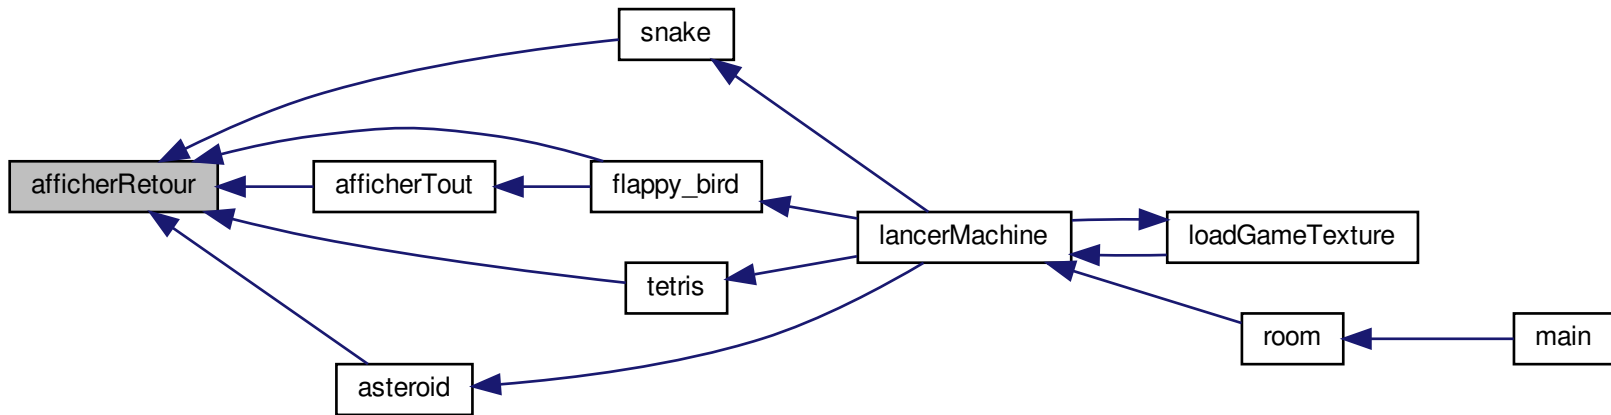 snake
afficherRetour
afficherTout
flappy_bird
lancerMachine
loadGameTexture
tetris
room
main
asteroid